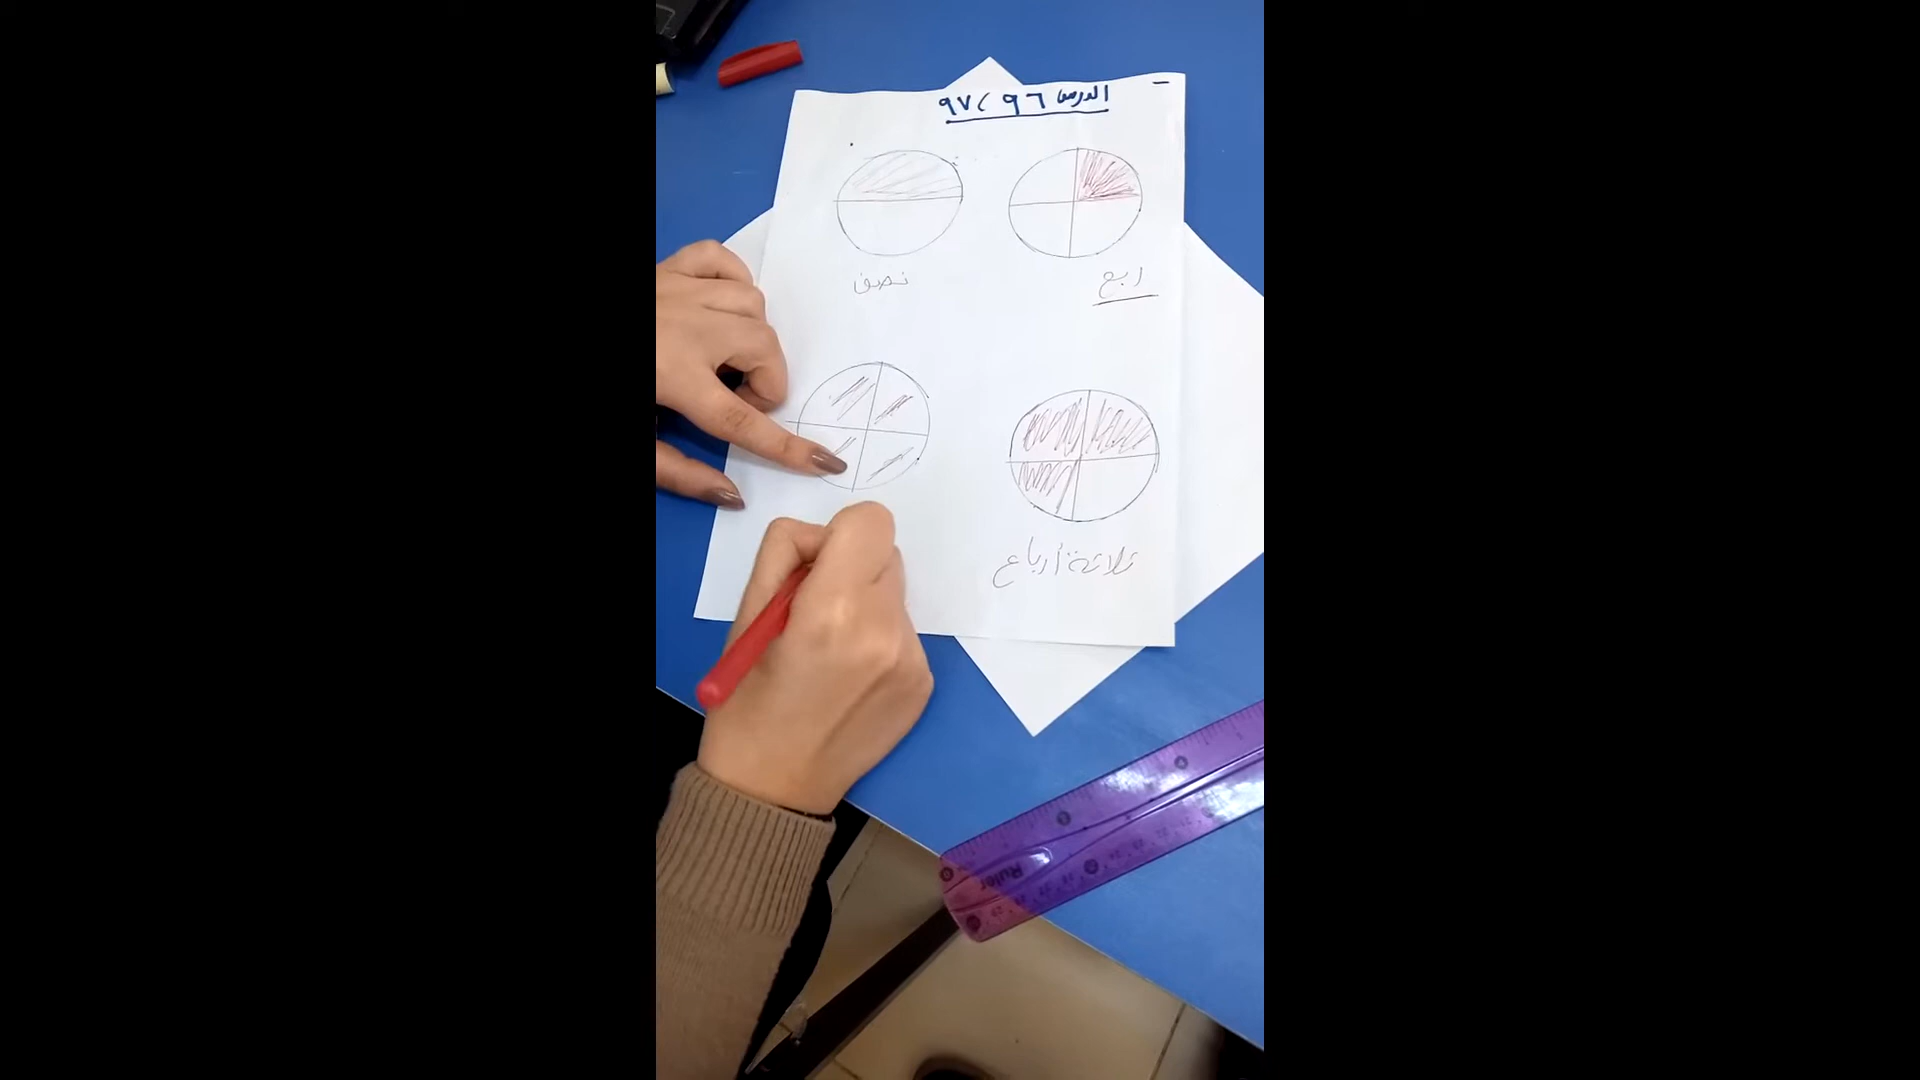 الدرس ٩٦، ٩٧
ربع
نصف
ثلاثة أرباع
Ruler